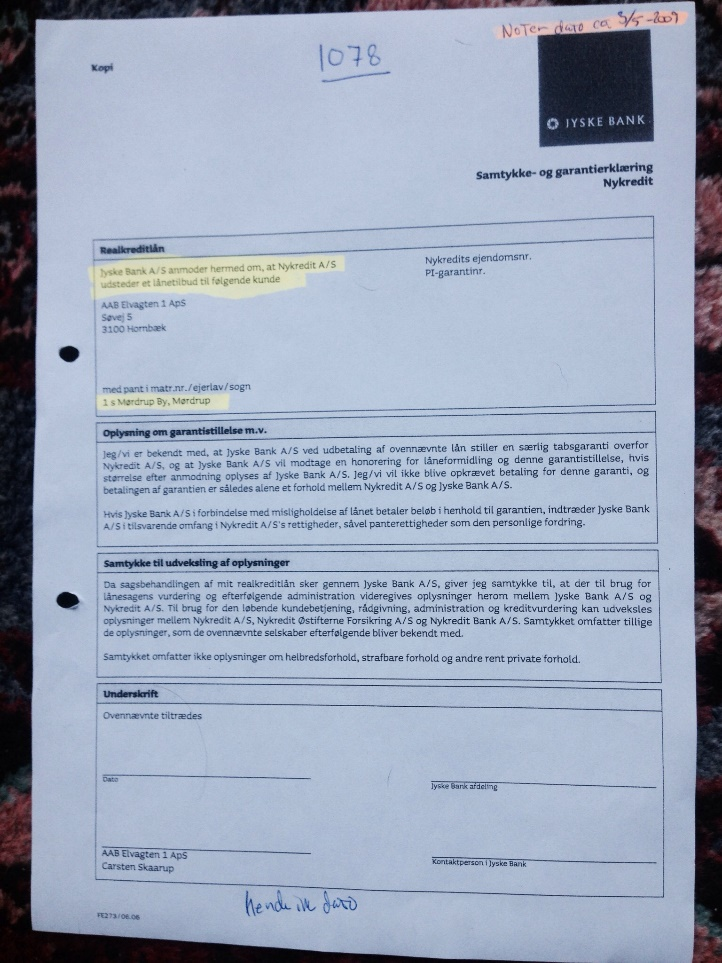 Noter dato ca 3/5-2009
Kopi
1078
JYSKE BANK
Samtykke- og garantierklæring
Nykredit
Realkreditlån
Jyske Bank A/S anmoder hermed om, at Nykredit A/S
udsteder et lånetilbud til følgende kunde
Nykredits ejendomsnr.
PI-garantinr.
AAB Elvagten 1 ApS
Søvej 5
3100 Hornbæk
med pant i matr.nr./ejerlav/sogn
1 s Mørdrup By, Mørdrup
Oplysning om garantistillelse m.v.
Jeg/vi er bekendt med, at Jyske Bank A/S ved udbetaling af ovennævnte lån stiller en særlig tabsgaranti overfor
Nykredit A/S, og at Jyske Bank A/S vil modtage en honorering for låneformidling og denne garantistillelse, hvis
størrelse efter anmodning oplyses af Jyske Bank A/S. Jeg/vi vil ikke blive opkrævet betaling for denne garanti, og
betalingen af garantien er således alene et forhold mellem Nykredit A/S og Jyske Bank A/S.
Hvis Jyske Bank A/S i forbindelse med misligholdelse af lånet betaler beløb i henhold til garantien, indtræder Jyske Bank
A/S i tilsvarende omfang i Nykredit A/S's rettigheder, såvel panterettigheder som den personlige fordring.
Samtykke til udveksling af oplysninger
Da sagsbehandlingen af mit realkreditlån sker gennem Jyske Bank A/S, giver jeg samtykke til, at der til brug for
lånesagens vurdering og efterfølgende administration videregives oplysninger herom mellem Jyske Bank A/S og
Nykredit A/S. Til brug for den løbende kundebetjening, rådgivning, administration og kreditvurdering kan udveksles
oplysninger mellem Nykredit A/S, Nykredit Østifterne Forsikring A/S og Nykredit Bank A/S. Samtykket omfatter tillige
de oplysninger, som de ovennævnte selskaber efterfølgende bliver bekendt med.
Samtykket omfatter ikke oplysninger om helbredsforhold, strafbare forhold og andre rent private forhold.
Underskrift
Ovennævnte tiltrædes
Dato
Jyske Bank afdeling
AAB Elvagten 1 ApS
Carsten Skaarup
Kontaktperson i Jyske Bank
dato
FE273/06.06